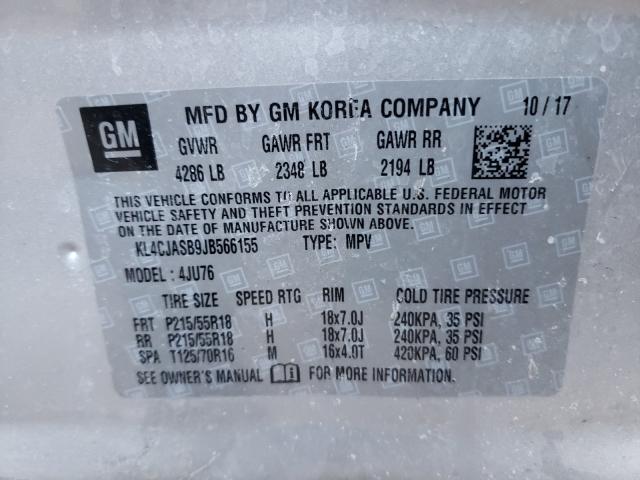 GM MFD BY GM KOREA COMPANY 10/17
GVWR GAWR FRT GAWR RR
4286 LB 2348 LB 2194 LB
THIS VEHICLE CONFORMS TO ALL APPLICABLE U.S. FEDERAL MOTOR
VEHICLE SAFETY AND THEFT PREVENTION STANDARDS IN EFFECT
ON THE DATE OF MANUFACTURE SHOWN ABOVE.
KL4CJASB9JB566155 TYPE: MPV
MODEL: 4JU76
TIRE SIZE SPEED RTG RIM COLD TIRE PRESSURE
FRT P215/55R18 H 18x7.0J 240KPA, 35 PSI
RR P215/55R18 H 18x7.0J 240KPA, 35 PSI
SPA T125/70R16 M 16x4.0T 420KPA, 60 PSI
SEE OWNER'S MANUAL FOR MORE INFORMATION.